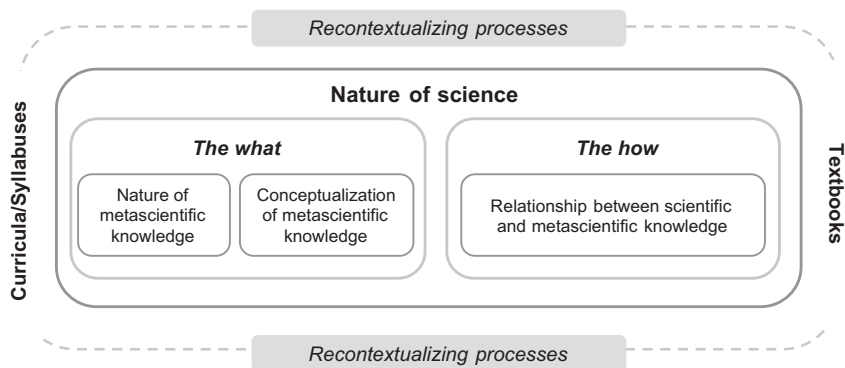 Recontextualizing processes
Nature of science
Curricula/Syllabuses
The what
Nature of
metascientific
knowledge
Conceptualization
of metascientific
knowledge
The how
Relationship between scientific
and metascientific knowledge
Textbooks
Recontextualizing processes